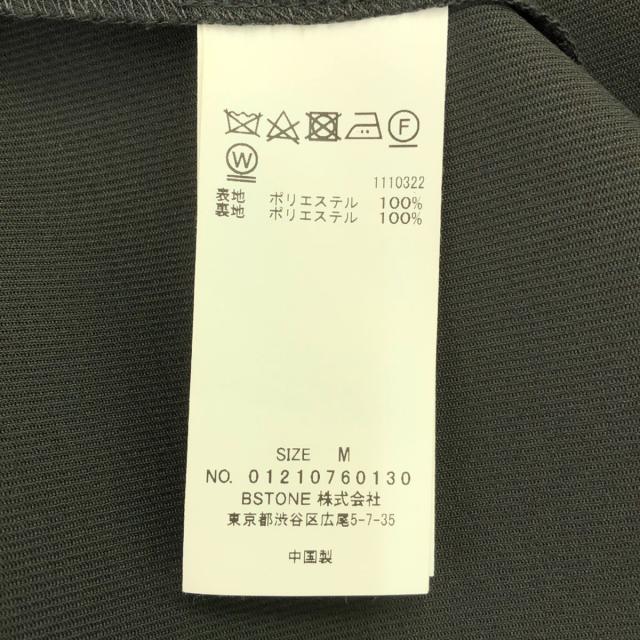 F
W
1110322
表地 ポリエステル 100%
裏地 ポリエステル 100%
SIZE M
NO. 01210760130
BSTONE 株式会社
東京都渋谷区広尾5-7-35
中国製